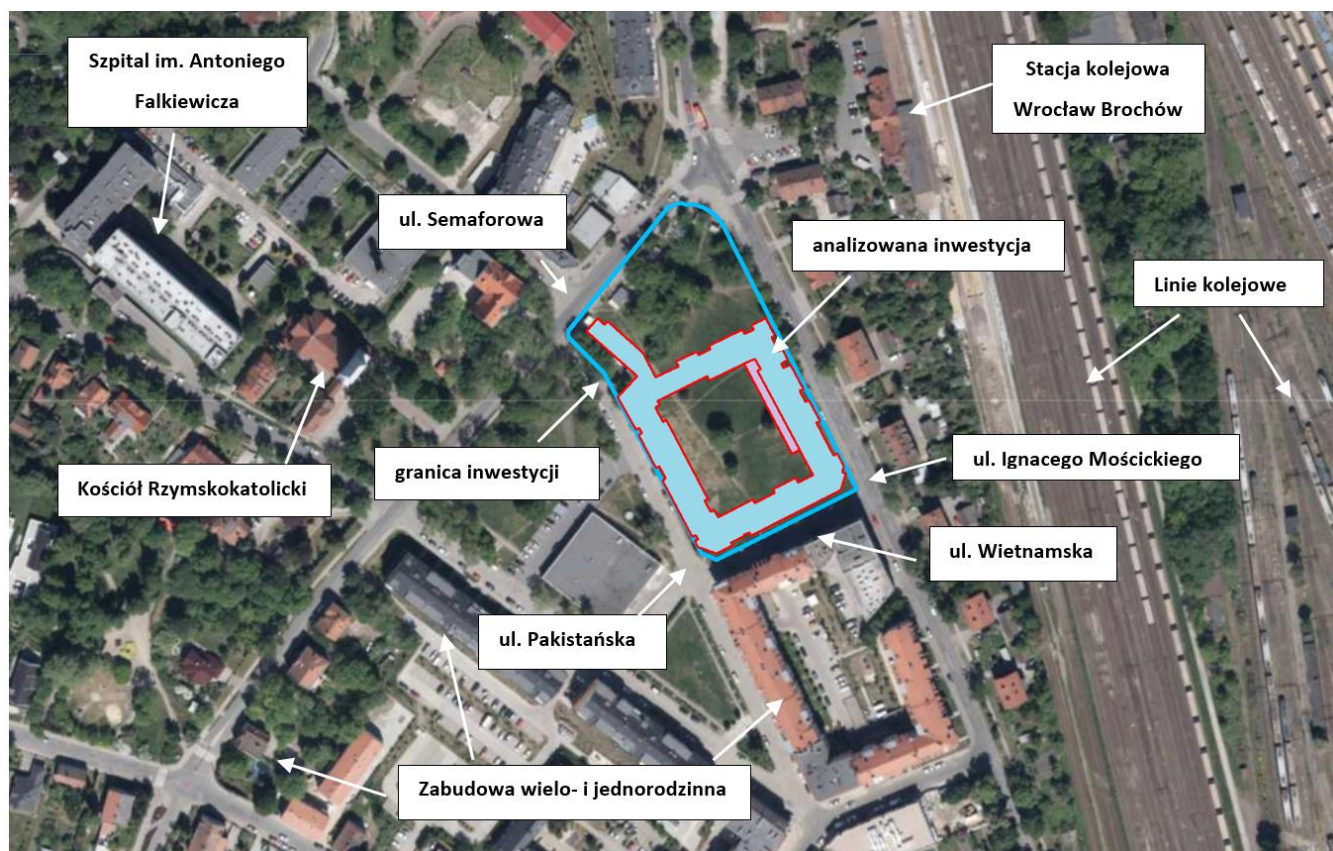 Szpital im. Antoniego
Falkiewicza
Stacja kolejowa
Wrocław Brochów
ul. Semaforowa
analizowana inwestycja
Linie kolejowe
granica inwestycji
ul. Ignacego Mościckiego
Kościół Rzymskokatolicki
ul. Wietnamska
ul. Pakistańska
Zabudowa wielo- i jednorodzinna